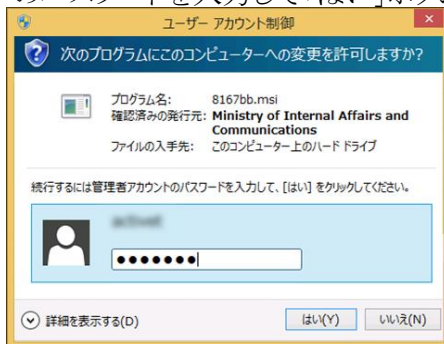 ユーザー アカウント制御
次のプログラムにこのコンピューターへの変更を許可しますか?
プログラム名: 8167bb.msi
確認済みの発行元: Ministry of Internal Affairs and
Communications
ファイルの入手先: このコンピューター上のハード ドライブ
続行するには管理者アカウントのパスワードを入力して、[はい] をクリックしてください。
●●●●●●●
詳細を表示する(D)
はい(Y)
いいえ(N)